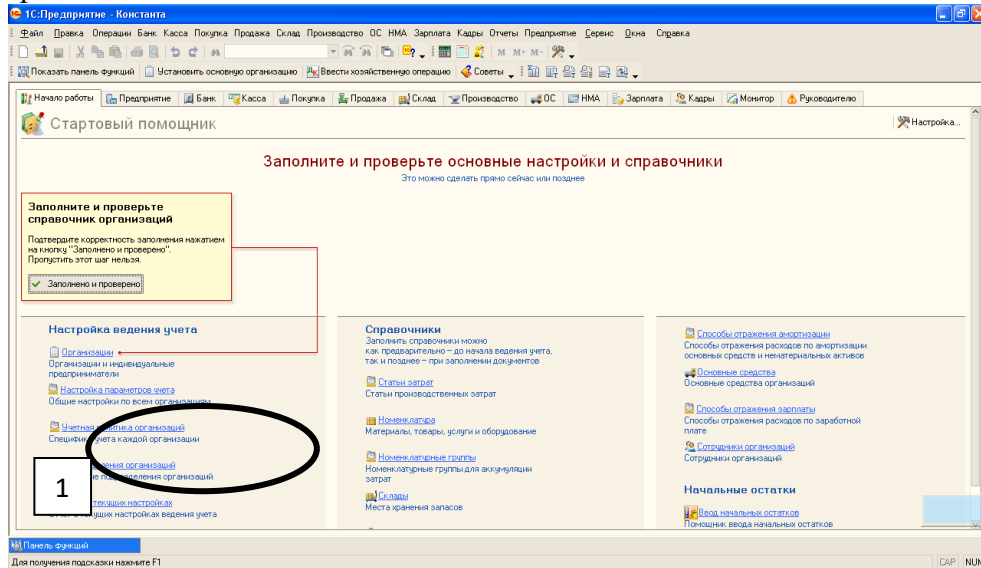 1С:Предприятие - Константа
Файл Правка Операции Банк Касса Покупка Продажа Склад Производство ОС НМА Зарплата Кадры Отчеты Предприятие Сервис Окна Справка
M M+ M-
Показать панель функций Установить основную организацию Ввести хозяйственную операцию Советы
Начало работы Предприятие Банк Касса Покупка Продажа Склад Производство ОС НМА Зарплата Кадры Монитор Руководителю
Стартовый помощник
Настройка...
Заполните и проверьте основные настройки и справочники
Это можно сделать прямо сейчас или позднее
Заполните и проверьте
справочник организаций
Подтвердите корректность заполнения нажатием
на кнопку "Заполнено и проверено".
Пропустить этот шаг нельзя.
Заполнено и проверено
Настройка ведения учета
Организации
Организации и индивидуальные
предприниматели
Настройка параметров учета
Общие настройки по всем организациям
Учетная политика организаций
учета каждой организации
организаций
организаций
текущих настройках
настройках ведения учета
1
Справочники
Заполнить справочники можно
как предварительно – до начала ведения учета,
так и позднее – при заполнении документов
Статьи затрат
Статьи производственных затрат
Номенклатура
Материалы, товары, услуги и оборудование
Номенклатурные группы
Номенклатурные группы для аккумуляции
затрат
Склады
Места хранения запасов
Способы отражения амортизации
Способы отражения расходов по амортизации
основных средств и нематериальных активов
Основные средства
Основные средства организаций
Способы отражения зарплаты
Способы отражения расходов по заработной
плате
Сотрудники организаций
Сотрудники организаций
Начальные остатки
Ввод начальных остатков
Помощник ввода начальных остатков
Панель функций
Для получения подсказки нажмите F1
CAP NUM